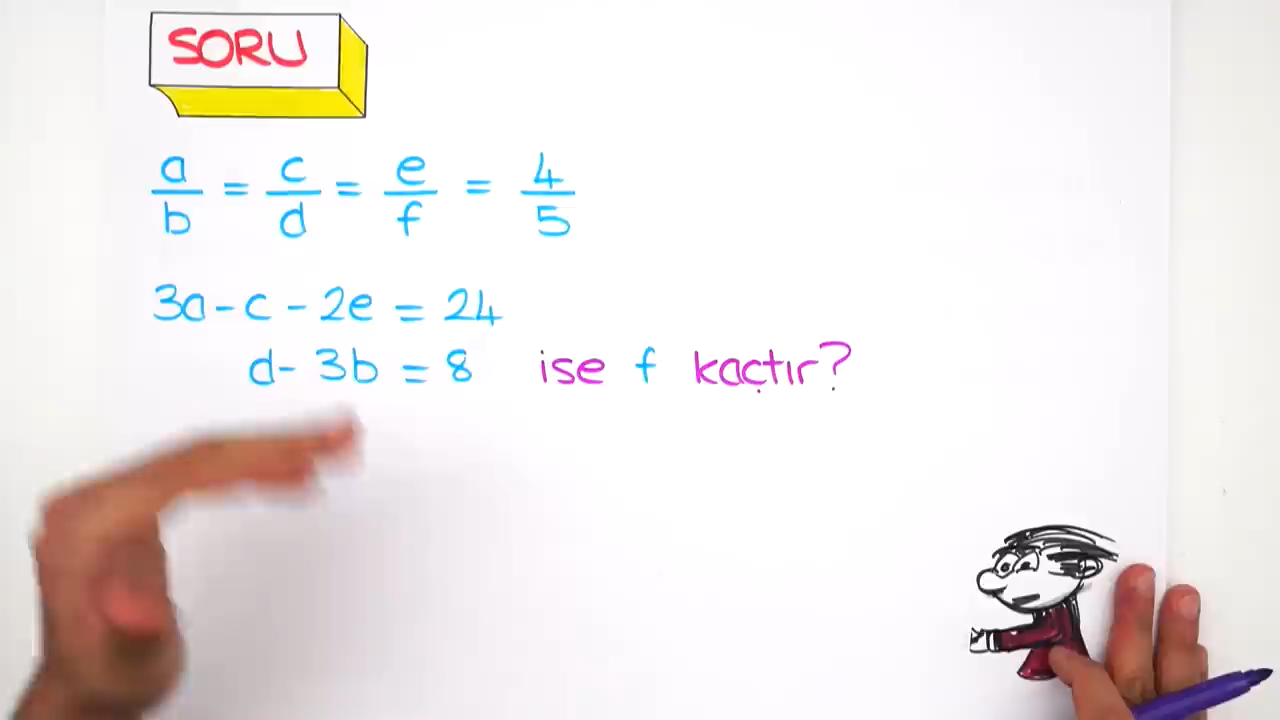 SORU
a/b = c/d = e/f = 4/5
3a - c - 2e = 24
d - 3b = 8 ise f kaçtır?